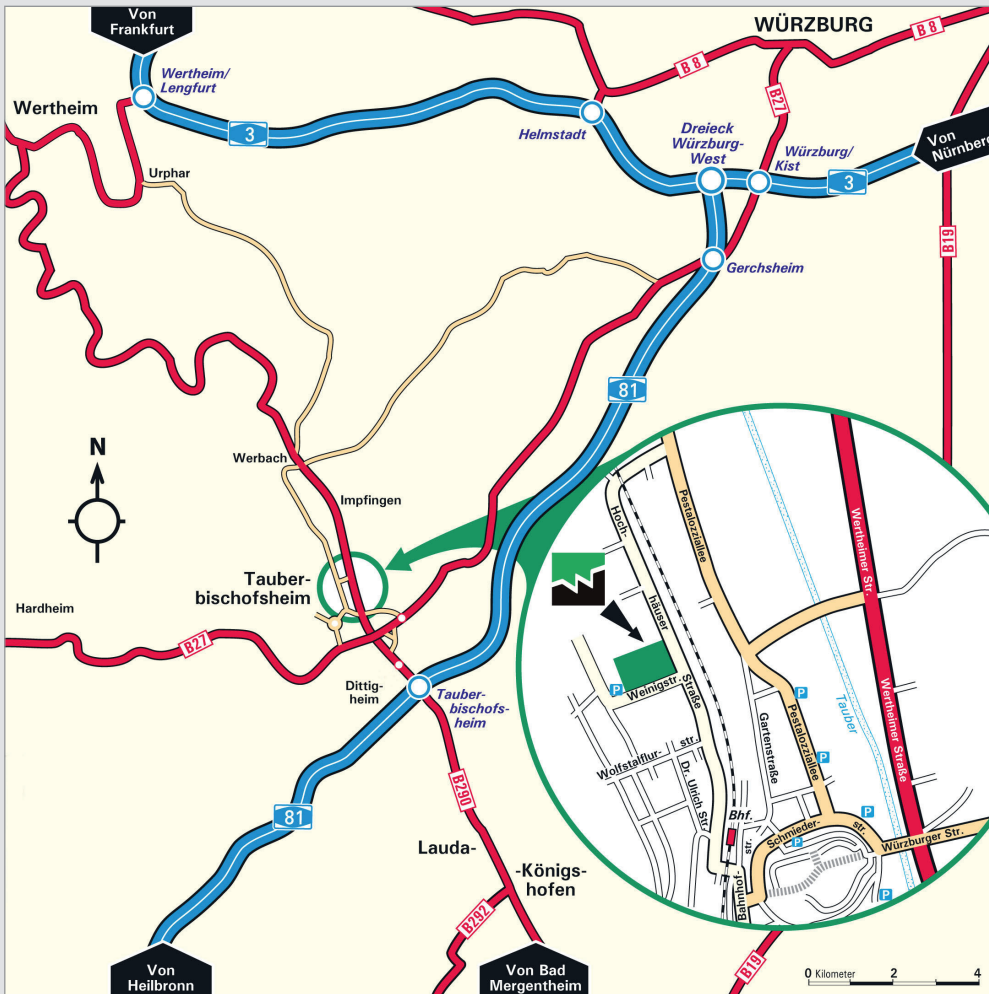 Von
Frankfurt
WÜRZBURG
B 8
B 8
Wertheim/
Lengfurt
Wertheim
3
Helmstadt
B27
Dreieck
Würzburg-
West
Würzburg/
Kist
Von
Nürnberg
3
Urphar
B19
Gerchsheim
81
N
Werbach
Impfingen
Tauber-
bischofsheim
Hardheim
B27
Dittig-
heim
Tauber-
bischofs-
heim
B290
81
Lauda-
-Königs-
hofen
B292
Von
Heilbronn
Von Bad
Mergentheim
B19
0 Kilometer 2 4
Hoch-
häuser
Straße
Pestalozziallee
Wertheimer Str.
Weinigstr.
P
P
Tauber
Wertheimer Straße
Gartenstraße
Pestalozziallee
P
Wolfstalflur-
str.
Dr. Ulrich Str.
Bhf.
Schmieder-
str.
P
P
Würzburger Str.
Bahnhof-
str.
P